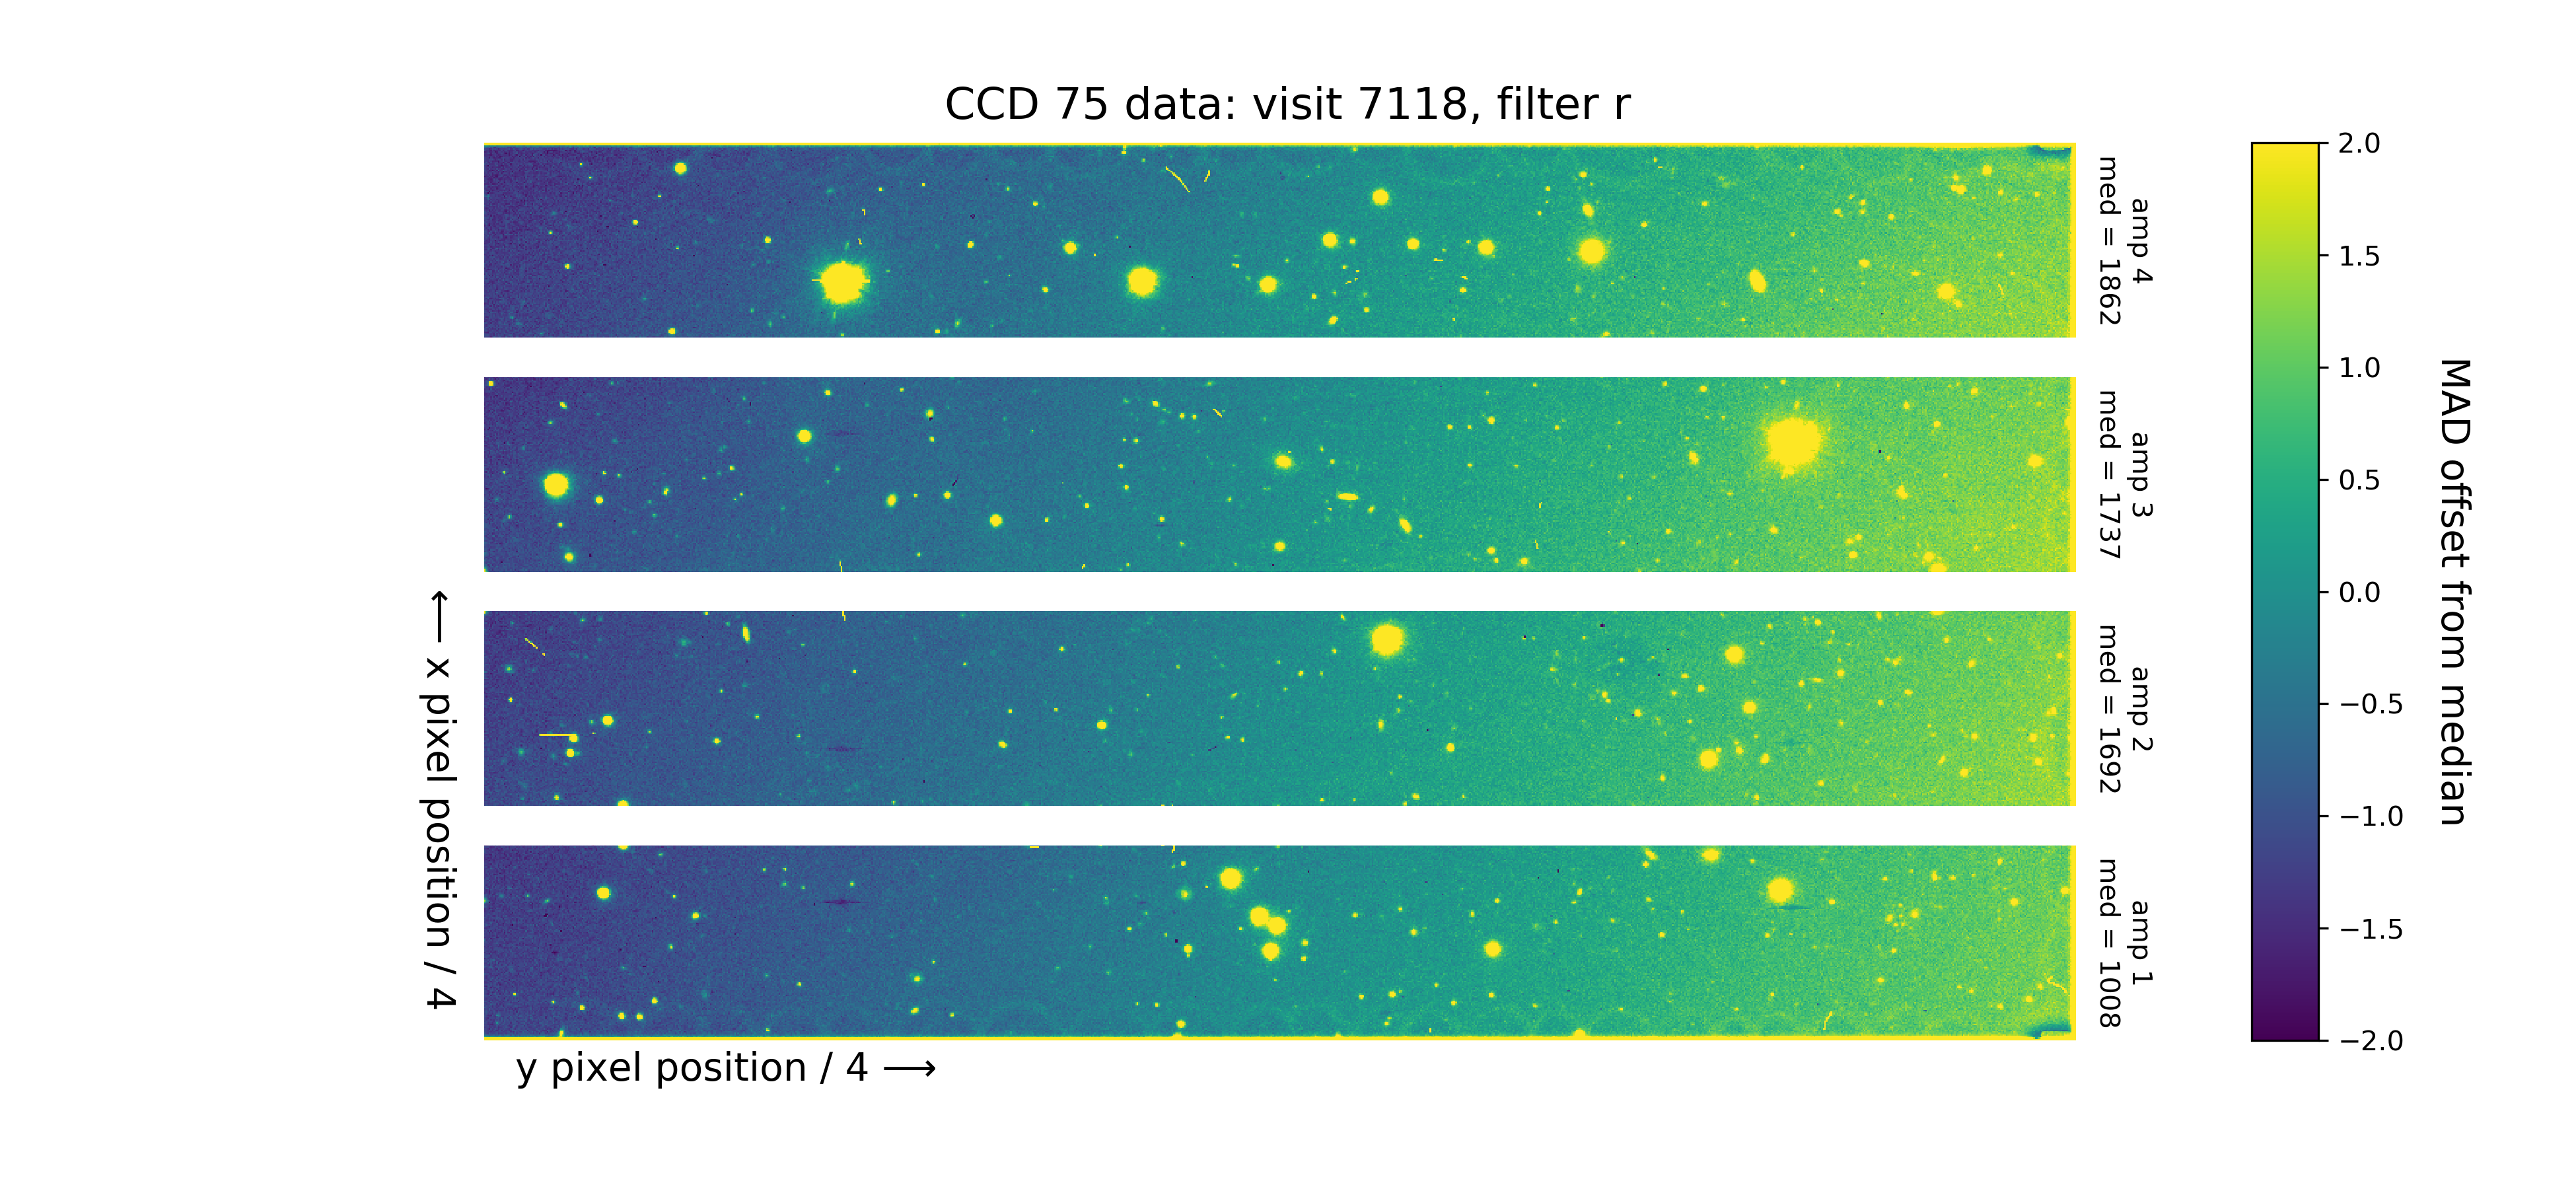 CCD 75 data: visit 7118, filter r
amp 4
med = 1862
amp 3
med = 1737
amp 2
med = 1692
amp 1
med = 1008
⟵ x pixel position / 4
y pixel position / 4 ⟶
2.0
1.5
1.0
0.5
0.0
−0.5
−1.0
−1.5
−2.0
MAD offset from median